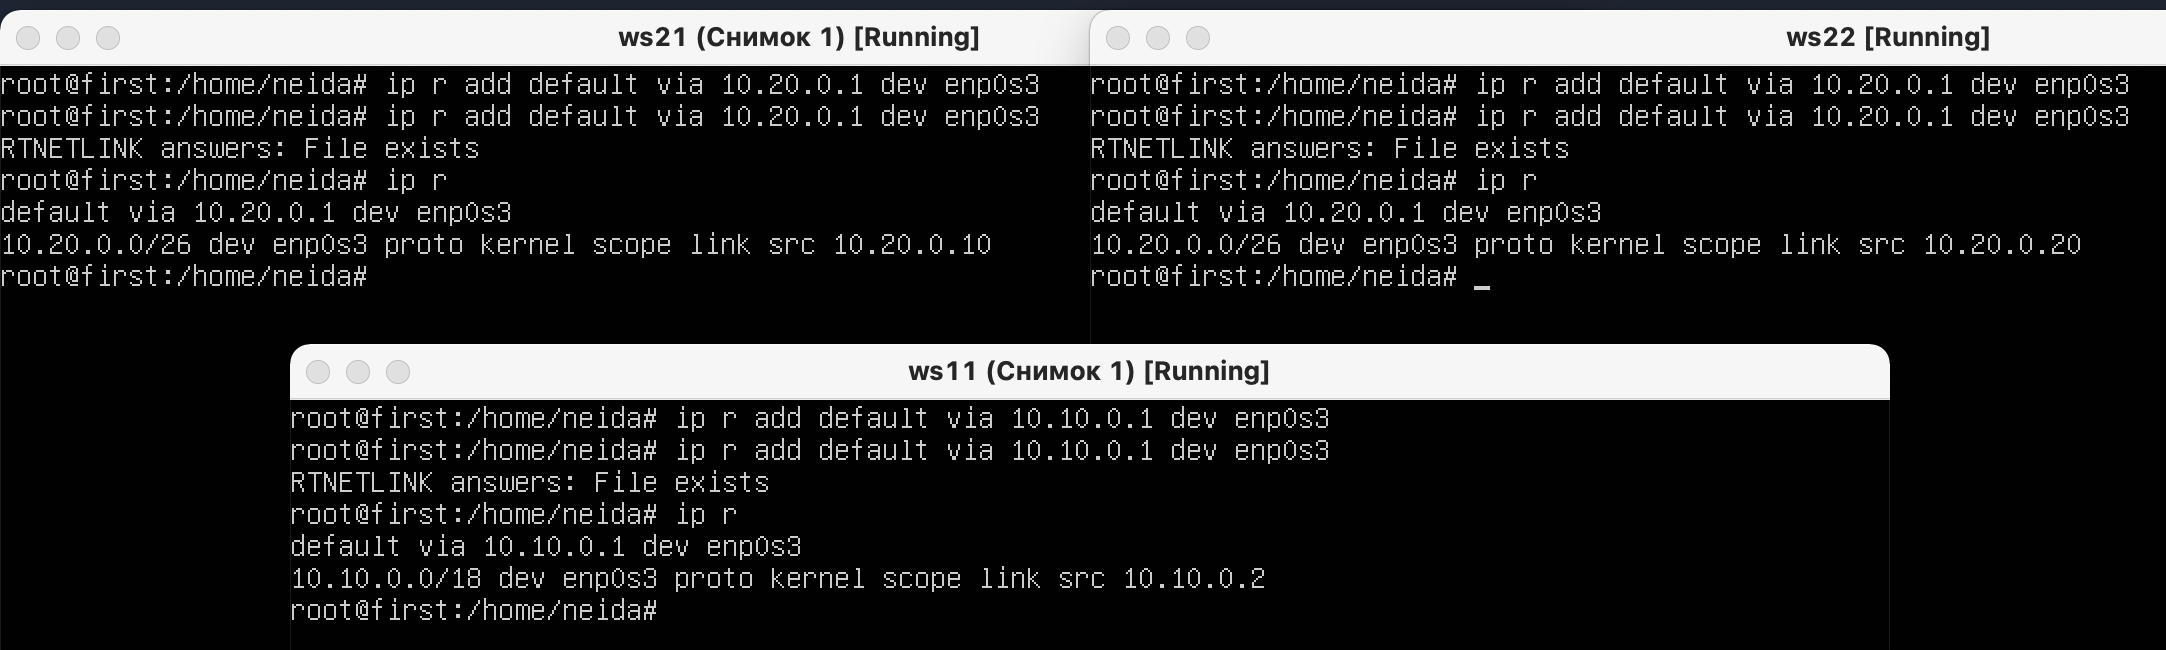 ws21 (Снимок 1) [Running]
root@first:/home/neida# ip r add default via 10.20.0.1 dev enp0s3
root@first:/home/neida# ip r add default via 10.20.0.1 dev enp0s3
RTNETLINK answers: File exists
root@first:/home/neida# ip r
default via 10.20.0.1 dev enp0s3
10.20.0.0/26 dev enp0s3 proto kernel scope link src 10.20.0.10
root@first:/home/neida#
ws22 [Running]
root@first:/home/neida# ip r add default via 10.20.0.1 dev enp0s3
root@first:/home/neida# ip r add default via 10.20.0.1 dev enp0s3
RTNETLINK answers: File exists
root@first:/home/neida# ip r
default via 10.20.0.1 dev enp0s3
10.20.0.0/26 dev enp0s3 proto kernel scope link src 10.20.0.20
root@first:/home/neida# _
ws11 (Снимок 1) [Running]
root@first:/home/neida# ip r add default via 10.10.0.1 dev enp0s3
root@first:/home/neida# ip r add default via 10.10.0.1 dev enp0s3
RTNETLINK answers: File exists
root@first:/home/neida# ip r
default via 10.10.0.1 dev enp0s3
10.10.0.0/18 dev enp0s3 proto kernel scope link src 10.10.0.2
root@first:/home/neida#